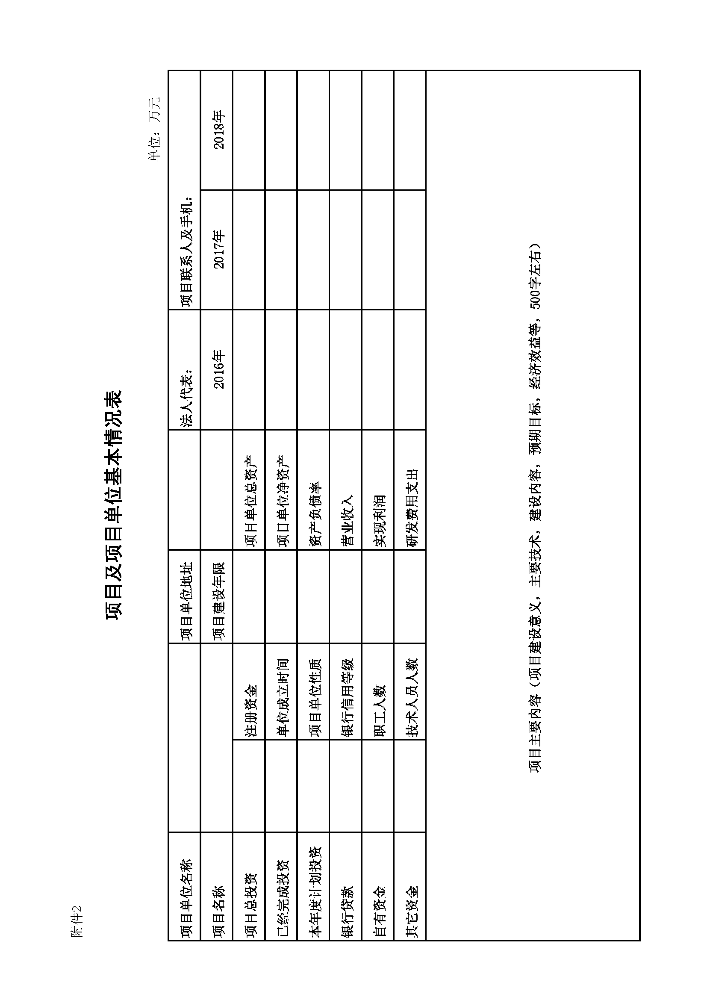 附件2
项目及项目单位基本情况表
单位：万元
项目单位名称 项目单位地址 法人代表： 项目联系人及手机：
项目名称 项目建设年限 2016年 2017年 2018年
项目总投资 注册资金 项目单位总资产
已经完成投资 单位成立时间 项目单位净资产
本年度计划投资 项目单位性质 资产负债率
银行贷款 银行信用等级 营业收入
自有资金 职工人数 实现利润
其它资金 技术人员人数 研发费用支出
项目主要内容（项目建设意义，主要技术，建设内容，预期目标，经济效益等，500字左右）